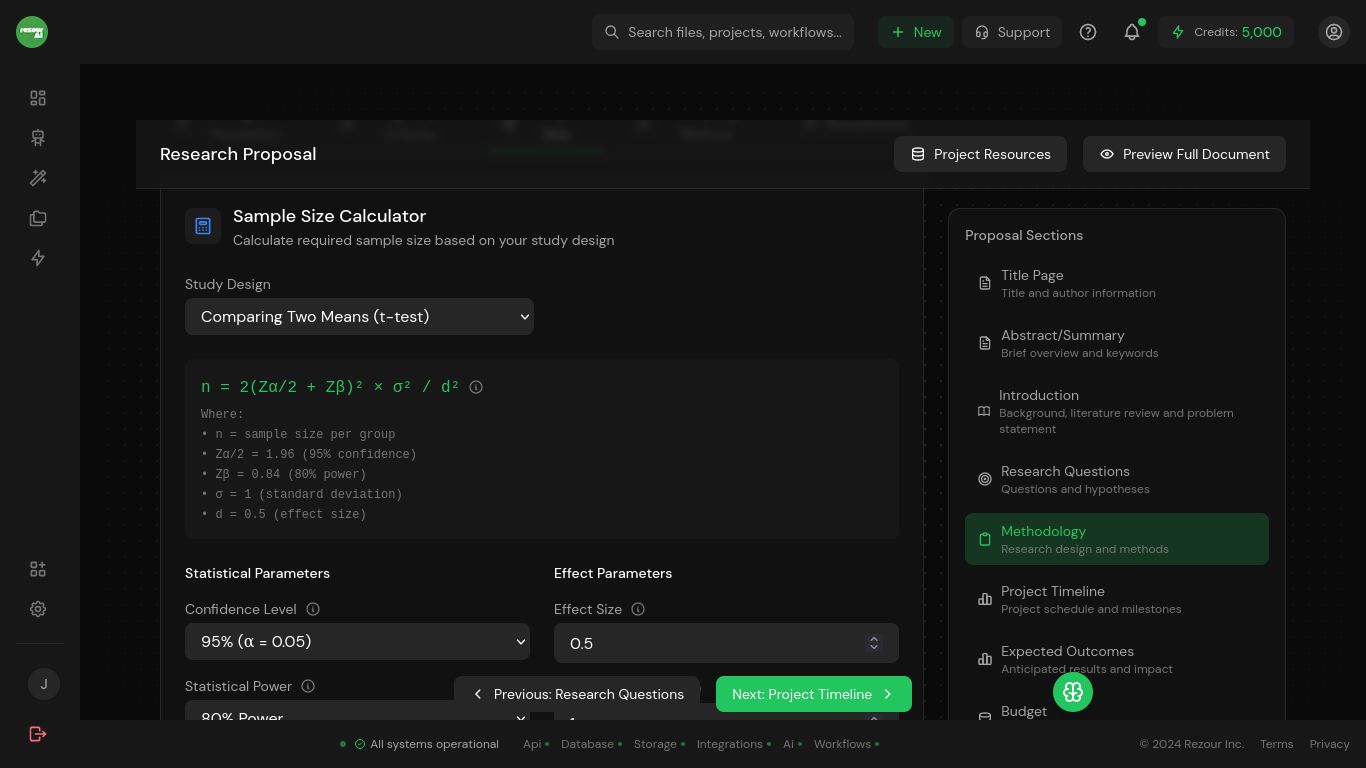 rezour
AI
Search files, projects, workflows...
New
Support
Credits: 5,000
Research Proposal
Project Resources
Preview Full Document
Sample Size Calculator
Calculate required sample size based on your study design
Study Design
Comparing Two Means (t-test)
n = 2(Zα/2 + Zβ)² × σ² / d²
Where:
• n = sample size per group
• Zα/2 = 1.96 (95% confidence)
• Zβ = 0.84 (80% power)
• σ = 1 (standard deviation)
• d = 0.5 (effect size)
Statistical Parameters
Effect Parameters
Confidence Level
Effect Size
95% (α = 0.05)
0.5
Statistical Power
80% Power
Previous: Research Questions
Next: Project Timeline
Proposal Sections
Title Page
Title and author information
Abstract/Summary
Brief overview and keywords
Introduction
Background, literature review and problem
statement
Research Questions
Questions and hypotheses
Methodology
Research design and methods
Project Timeline
Project schedule and milestones
Expected Outcomes
Anticipated results and impact
Budget
J
All systems operational
Api
Database
Storage
Integrations
Ai
Workflows
© 2024 Rezour Inc.
Terms
Privacy